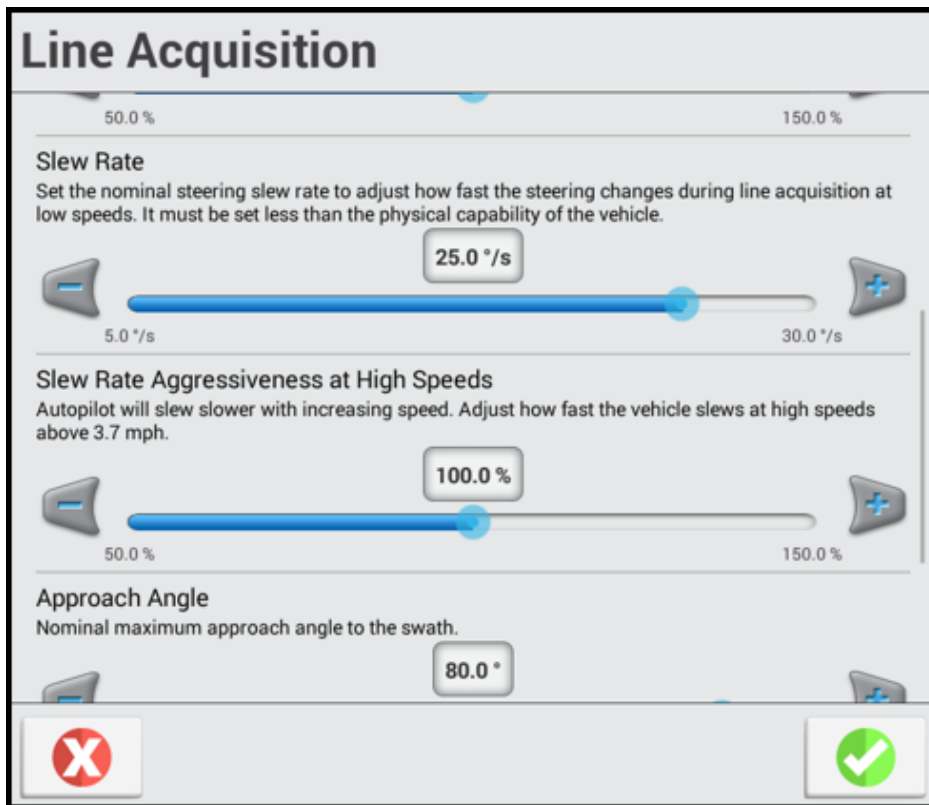 Line Acquisition
50.0 %
150.0 %
Slew Rate
Set the nominal steering slew rate to adjust how fast the steering changes during line acquisition at
low speeds. It must be set less than the physical capability of the vehicle.
25.0 °/s
5.0 °/s
30.0 °/s
Slew Rate Aggressiveness at High Speeds
Autopilot will slew slower with increasing speed. Adjust how fast the vehicle slews at high speeds
above 3.7 mph.
100.0 %
50.0 %
150.0 %
Approach Angle
Nominal maximum approach angle to the swath.
80.0 °